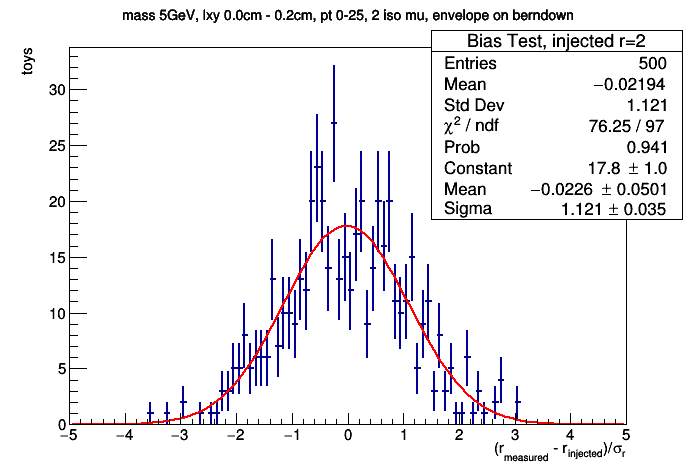 mass 5GeV, lxy 0.0cm - 0.2cm, pt 0-25, 2 iso mu, envelope on berndown
Bias Test, injected r=2
Entries 500
Mean −0.02194
Std Dev 1.121
χ² / ndf 76.25 / 97
Prob 0.941
Constant 17.8 ± 1.0
Mean −0.0226 ± 0.0501
Sigma 1.121 ± 0.035
toys
30
25
20
15
10
5
0
−5 −4 −3 −2 −1 0 1 2 3 4 5
(r_measured - r_injected)/σ_r